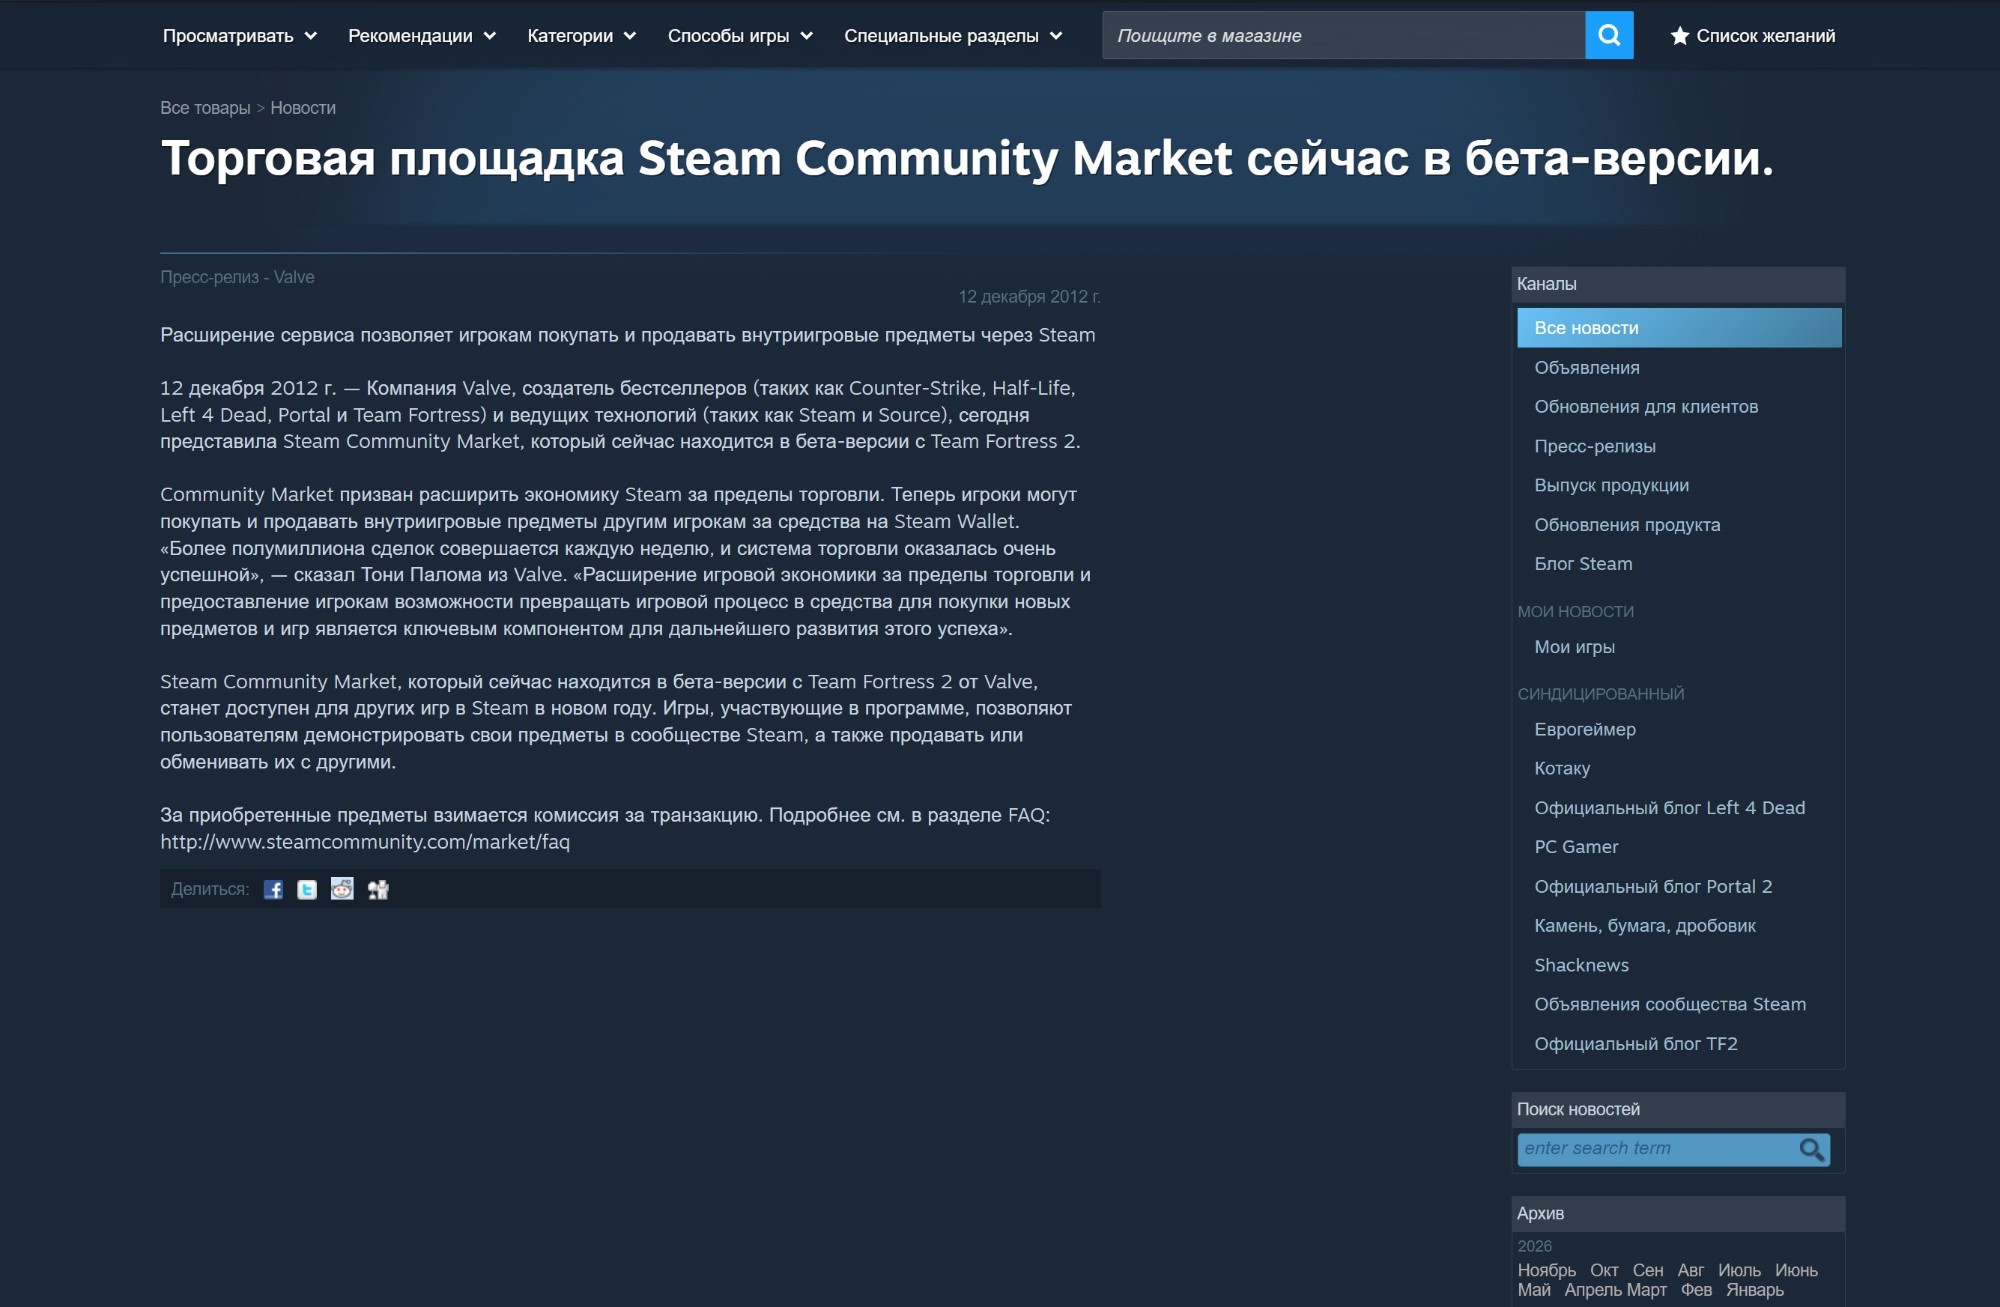 Просматривать Рекомендации Категории Способы игры Специальные разделы Поищите в магазине Список желаний
Все товары > Новости
Торговая площадка Steam Community Market сейчас в бета-версии.
Пресс-релиз - Valve
12 декабря 2012 г.
Расширение сервиса позволяет игрокам покупать и продавать внутриигровые предметы через Steam
12 декабря 2012 г. — Компания Valve, создатель бестселлеров (таких как Counter-Strike, Half-Life,
Left 4 Dead, Portal и Team Fortress) и ведущих технологий (таких как Steam и Source), сегодня
представила Steam Community Market, который сейчас находится в бета-версии с Team Fortress 2.
Community Market призван расширить экономику Steam за пределы торговли. Теперь игроки могут
покупать и продавать внутриигровые предметы другим игрокам за средства на Steam Wallet.
«Более полумиллиона сделок совершается каждую неделю, и система торговли оказалась очень
успешной», — сказал Тони Палома из Valve. «Расширение игровой экономики за пределы торговли и
предоставление игрокам возможности превращать игровой процесс в средства для покупки новых
предметов и игр является ключевым компонентом для дальнейшего развития этого успеха».
Steam Community Market, который сейчас находится в бета-версии с Team Fortress 2 от Valve,
станет доступен для других игр в Steam в новом году. Игры, участвующие в программе, позволяют
пользователям демонстрировать свои предметы в сообществе Steam, а также продавать или
обменивать их с другими.
За приобретенные предметы взимается комиссия за транзакцию. Подробнее см. в разделе FAQ:
http://www.steamcommunity.com/market/faq
Делиться:
Каналы
Все новости
Объявления
Обновления для клиентов
Пресс-релизы
Выпуск продукции
Обновления продукта
Блог Steam
МОИ НОВОСТИ
Мои игры
СИНДИЦИРОВАННЫЙ
Еврогеймер
Котаку
Официальный блог Left 4 Dead
PC Gamer
Официальный блог Portal 2
Камень, бумага, дробовик
Shacknews
Объявления сообщества Steam
Официальный блог TF2
Поиск новостей
enter search term
Архив
2026
Ноябрь Окт Сен Авг Июль Июнь
Май Апрель Март Фев Январь